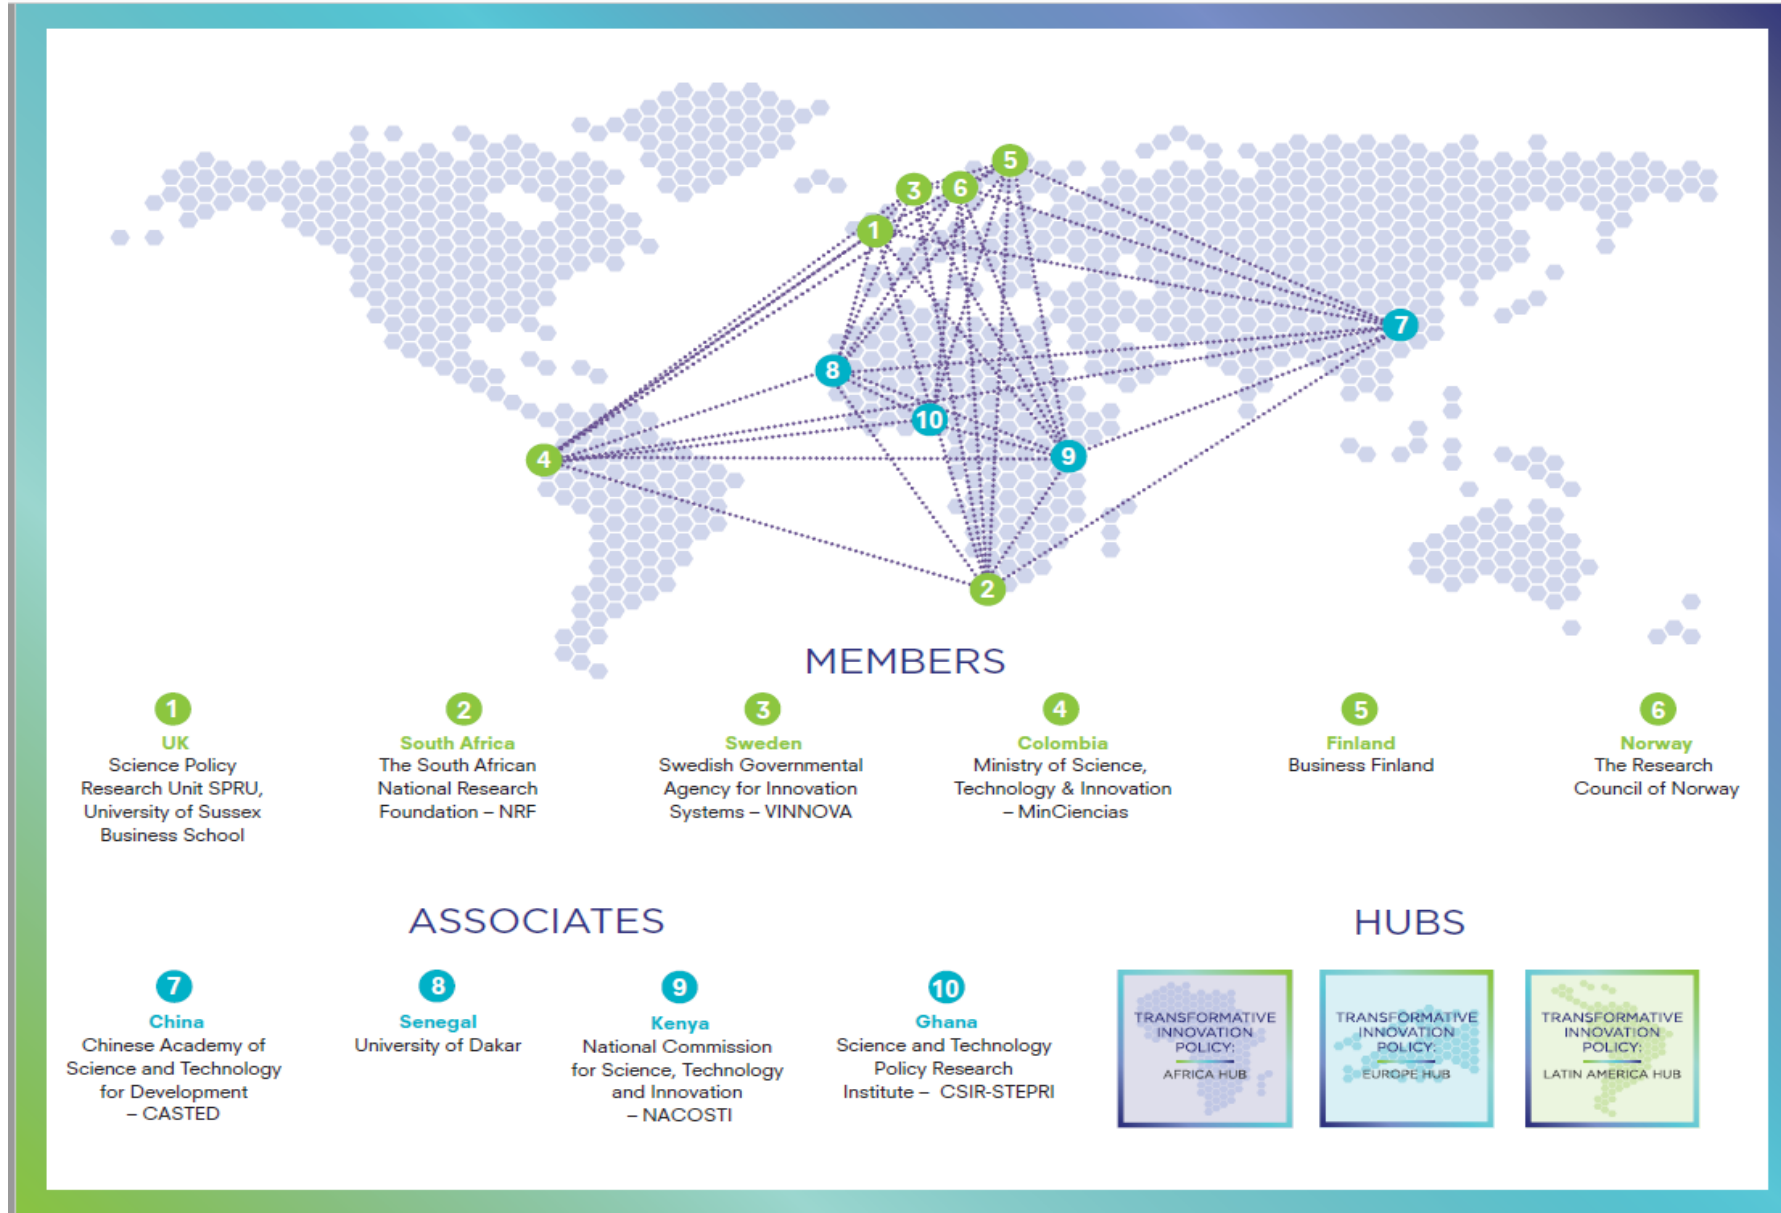 5
3
6
1
7
8
10
4
9
2
MEMBERS
1
UK
Science Policy
Research Unit SPRU,
University of Sussex
Business School
2
South Africa
The South African
National Research
Foundation – NRF
3
Sweden
Swedish Governmental
Agency for Innovation
Systems – VINNOVA
4
Colombia
Ministry of Science,
Technology & Innovation
– MinCiencias
5
Finland
Business Finland
6
Norway
The Research
Council of Norway
ASSOCIATES
7
China
Chinese Academy of
Science and Technology
for Development
– CASTED
8
Senegal
University of Dakar
9
Kenya
National Commission
for Science, Technology
and Innovation
– NACOSTI
10
Ghana
Science and Technology
Policy Research
Institute – CSIR-STEPRI
HUBS
TRANSFORMATIVE
INNOVATION
POLICY:
AFRICA HUB
TRANSFORMATIVE
INNOVATION
POLICY:
EUROPE HUB
TRANSFORMATIVE
INNOVATION
POLICY:
LATIN AMERICA HUB